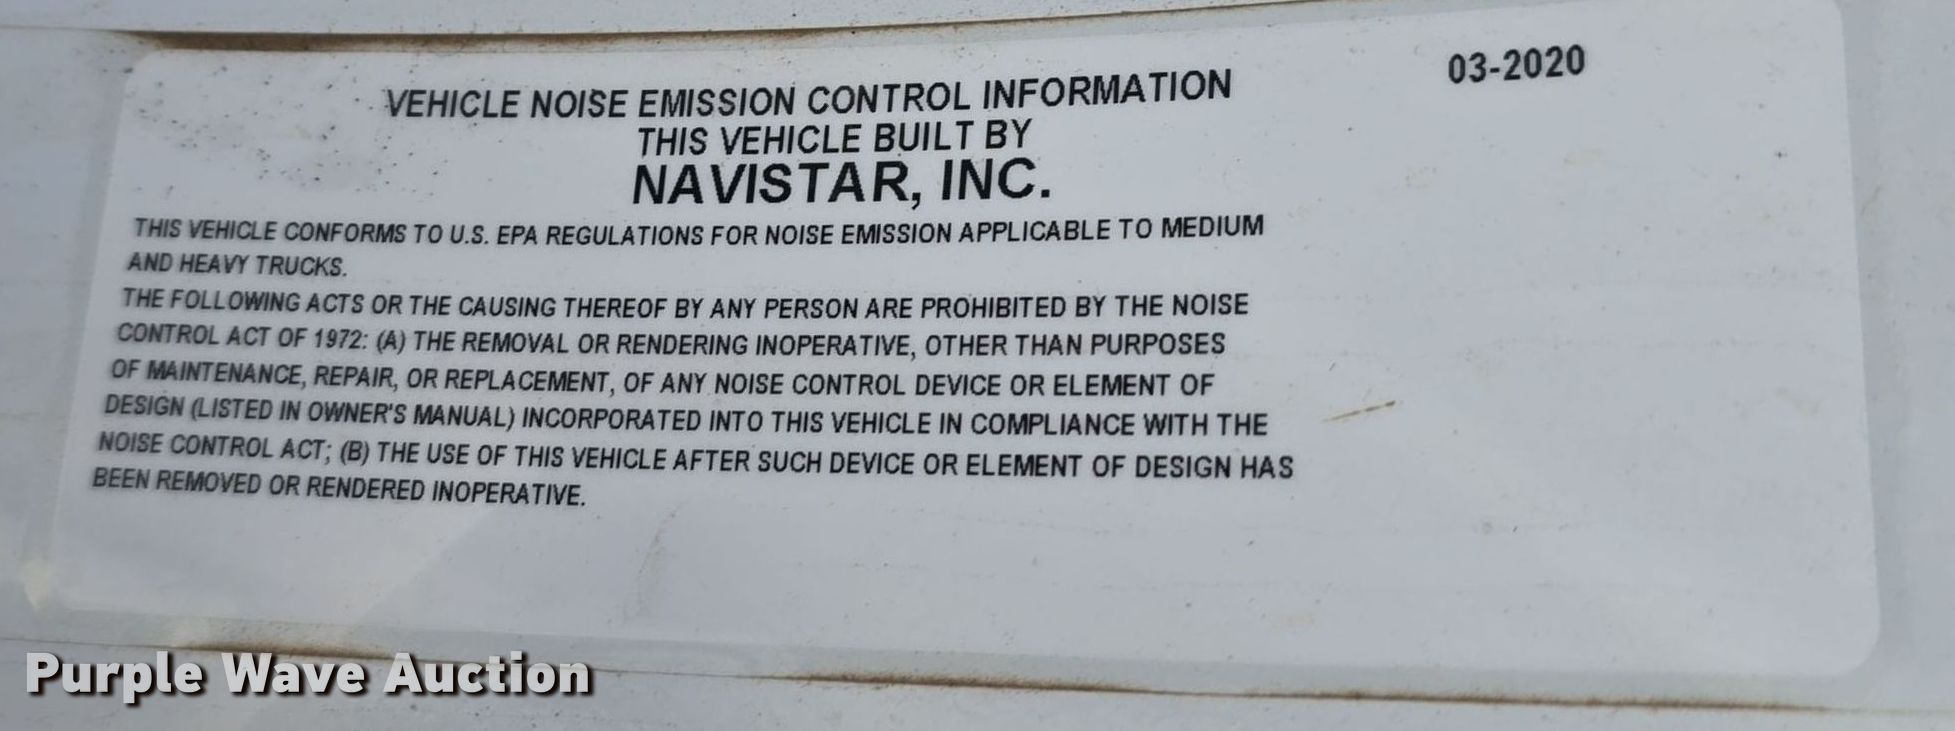 VEHICLE NOISE EMISSION CONTROL INFORMATION 03-2020
THIS VEHICLE BUILT BY
NAVISTAR, INC.
THIS VEHICLE CONFORMS TO U.S. EPA REGULATIONS FOR NOISE EMISSION APPLICABLE TO MEDIUM
AND HEAVY TRUCKS.
THE FOLLOWING ACTS OR THE CAUSING THEREOF BY ANY PERSON ARE PROHIBITED BY THE NOISE
CONTROL ACT OF 1972: (A) THE REMOVAL OR RENDERING INOPERATIVE, OTHER THAN PURPOSES
OF MAINTENANCE, REPAIR, OR REPLACEMENT, OF ANY NOISE CONTROL DEVICE OR ELEMENT OF
DESIGN (LISTED IN OWNER'S MANUAL) INCORPORATED INTO THIS VEHICLE IN COMPLIANCE WITH THE
NOISE CONTROL ACT; (B) THE USE OF THIS VEHICLE AFTER SUCH DEVICE OR ELEMENT OF DESIGN HAS
BEEN REMOVED OR RENDERED INOPERATIVE.
Purple Wave Auction